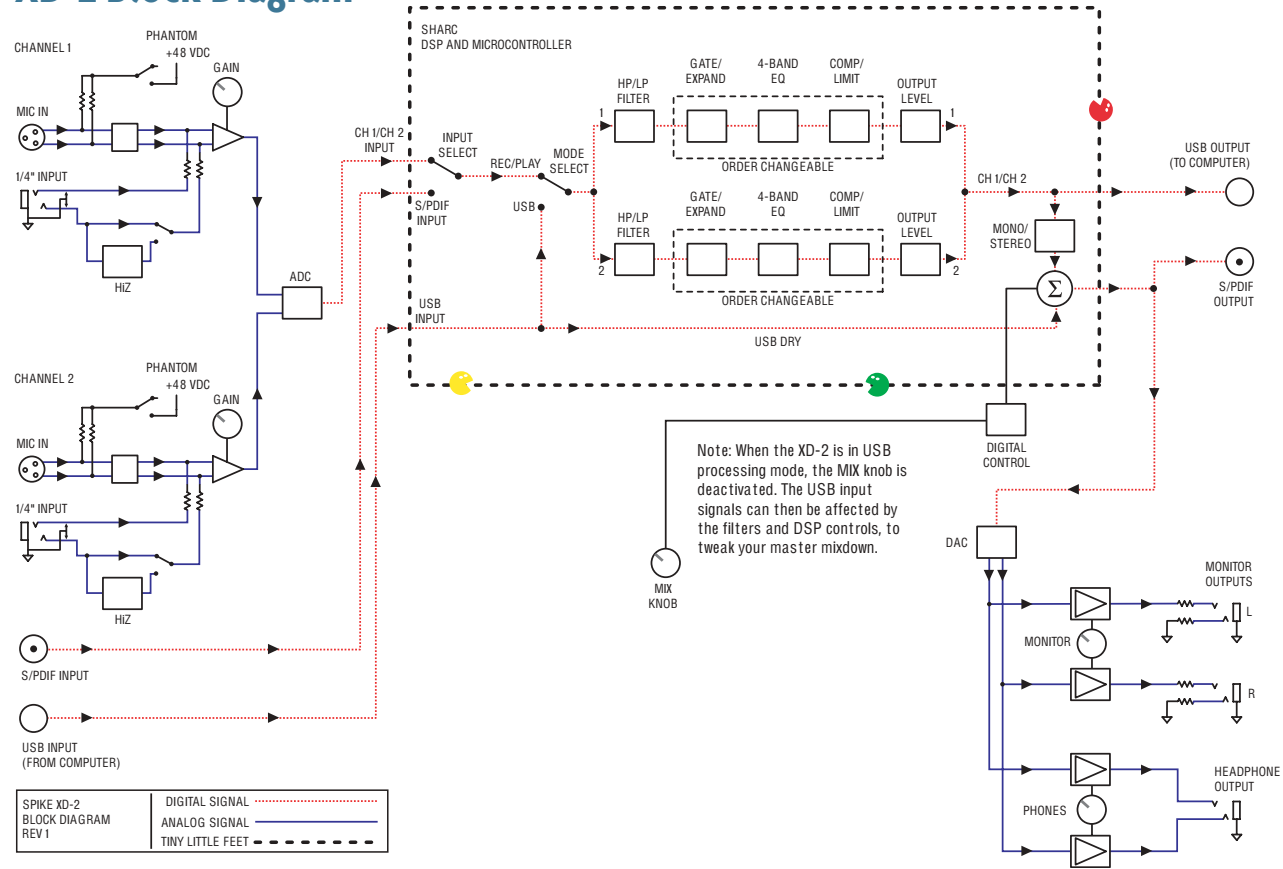 XD-2 Block Diagram
CHANNEL 1
PHANTOM
+48 VDC
GAIN
MIC IN
1/4" INPUT
HiZ
ADC
CHANNEL 2
PHANTOM
+48 VDC
GAIN
MIC IN
1/4" INPUT
HiZ
S/PDIF INPUT
USB INPUT
(FROM COMPUTER)
SHARC
DSP AND MICROCONTROLLER
CH 1/CH 2
INPUT
INPUT
SELECT
S/PDIF
INPUT
REC/PLAY
USB
MODE
SELECT
USB
INPUT
1
HP/LP
FILTER
GATE/
EXPAND
4-BAND
EQ
COMP/
LIMIT
ORDER CHANGEABLE
OUTPUT
LEVEL
1
2
HP/LP
FILTER
GATE/
EXPAND
4-BAND
EQ
COMP/
LIMIT
ORDER CHANGEABLE
OUTPUT
LEVEL
2
CH 1/CH 2
MONO/
STEREO
Σ
USB DRY
USB OUTPUT
(TO COMPUTER)
S/PDIF
OUTPUT
DIGITAL
CONTROL
Note: When the XD-2 is in USB
processing mode, the MIX knob is
deactivated. The USB input
signals can then be affected by
the filters and DSP controls, to
tweak your master mixdown.
MIX
KNOB
DAC
MONITOR
OUTPUTS
L
MONITOR
R
HEADPHONE
OUTPUT
PHONES
SPIKE XD-2
BLOCK DIAGRAM
REV 1
DIGITAL SIGNAL
ANALOG SIGNAL
TINY LITTLE FEET